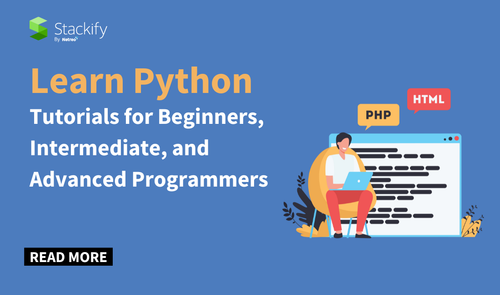 Stackify
By Netreo
Learn Python
Tutorials for Beginners,
Intermediate, and
Advanced Programmers
PHP
HTML
READ MORE